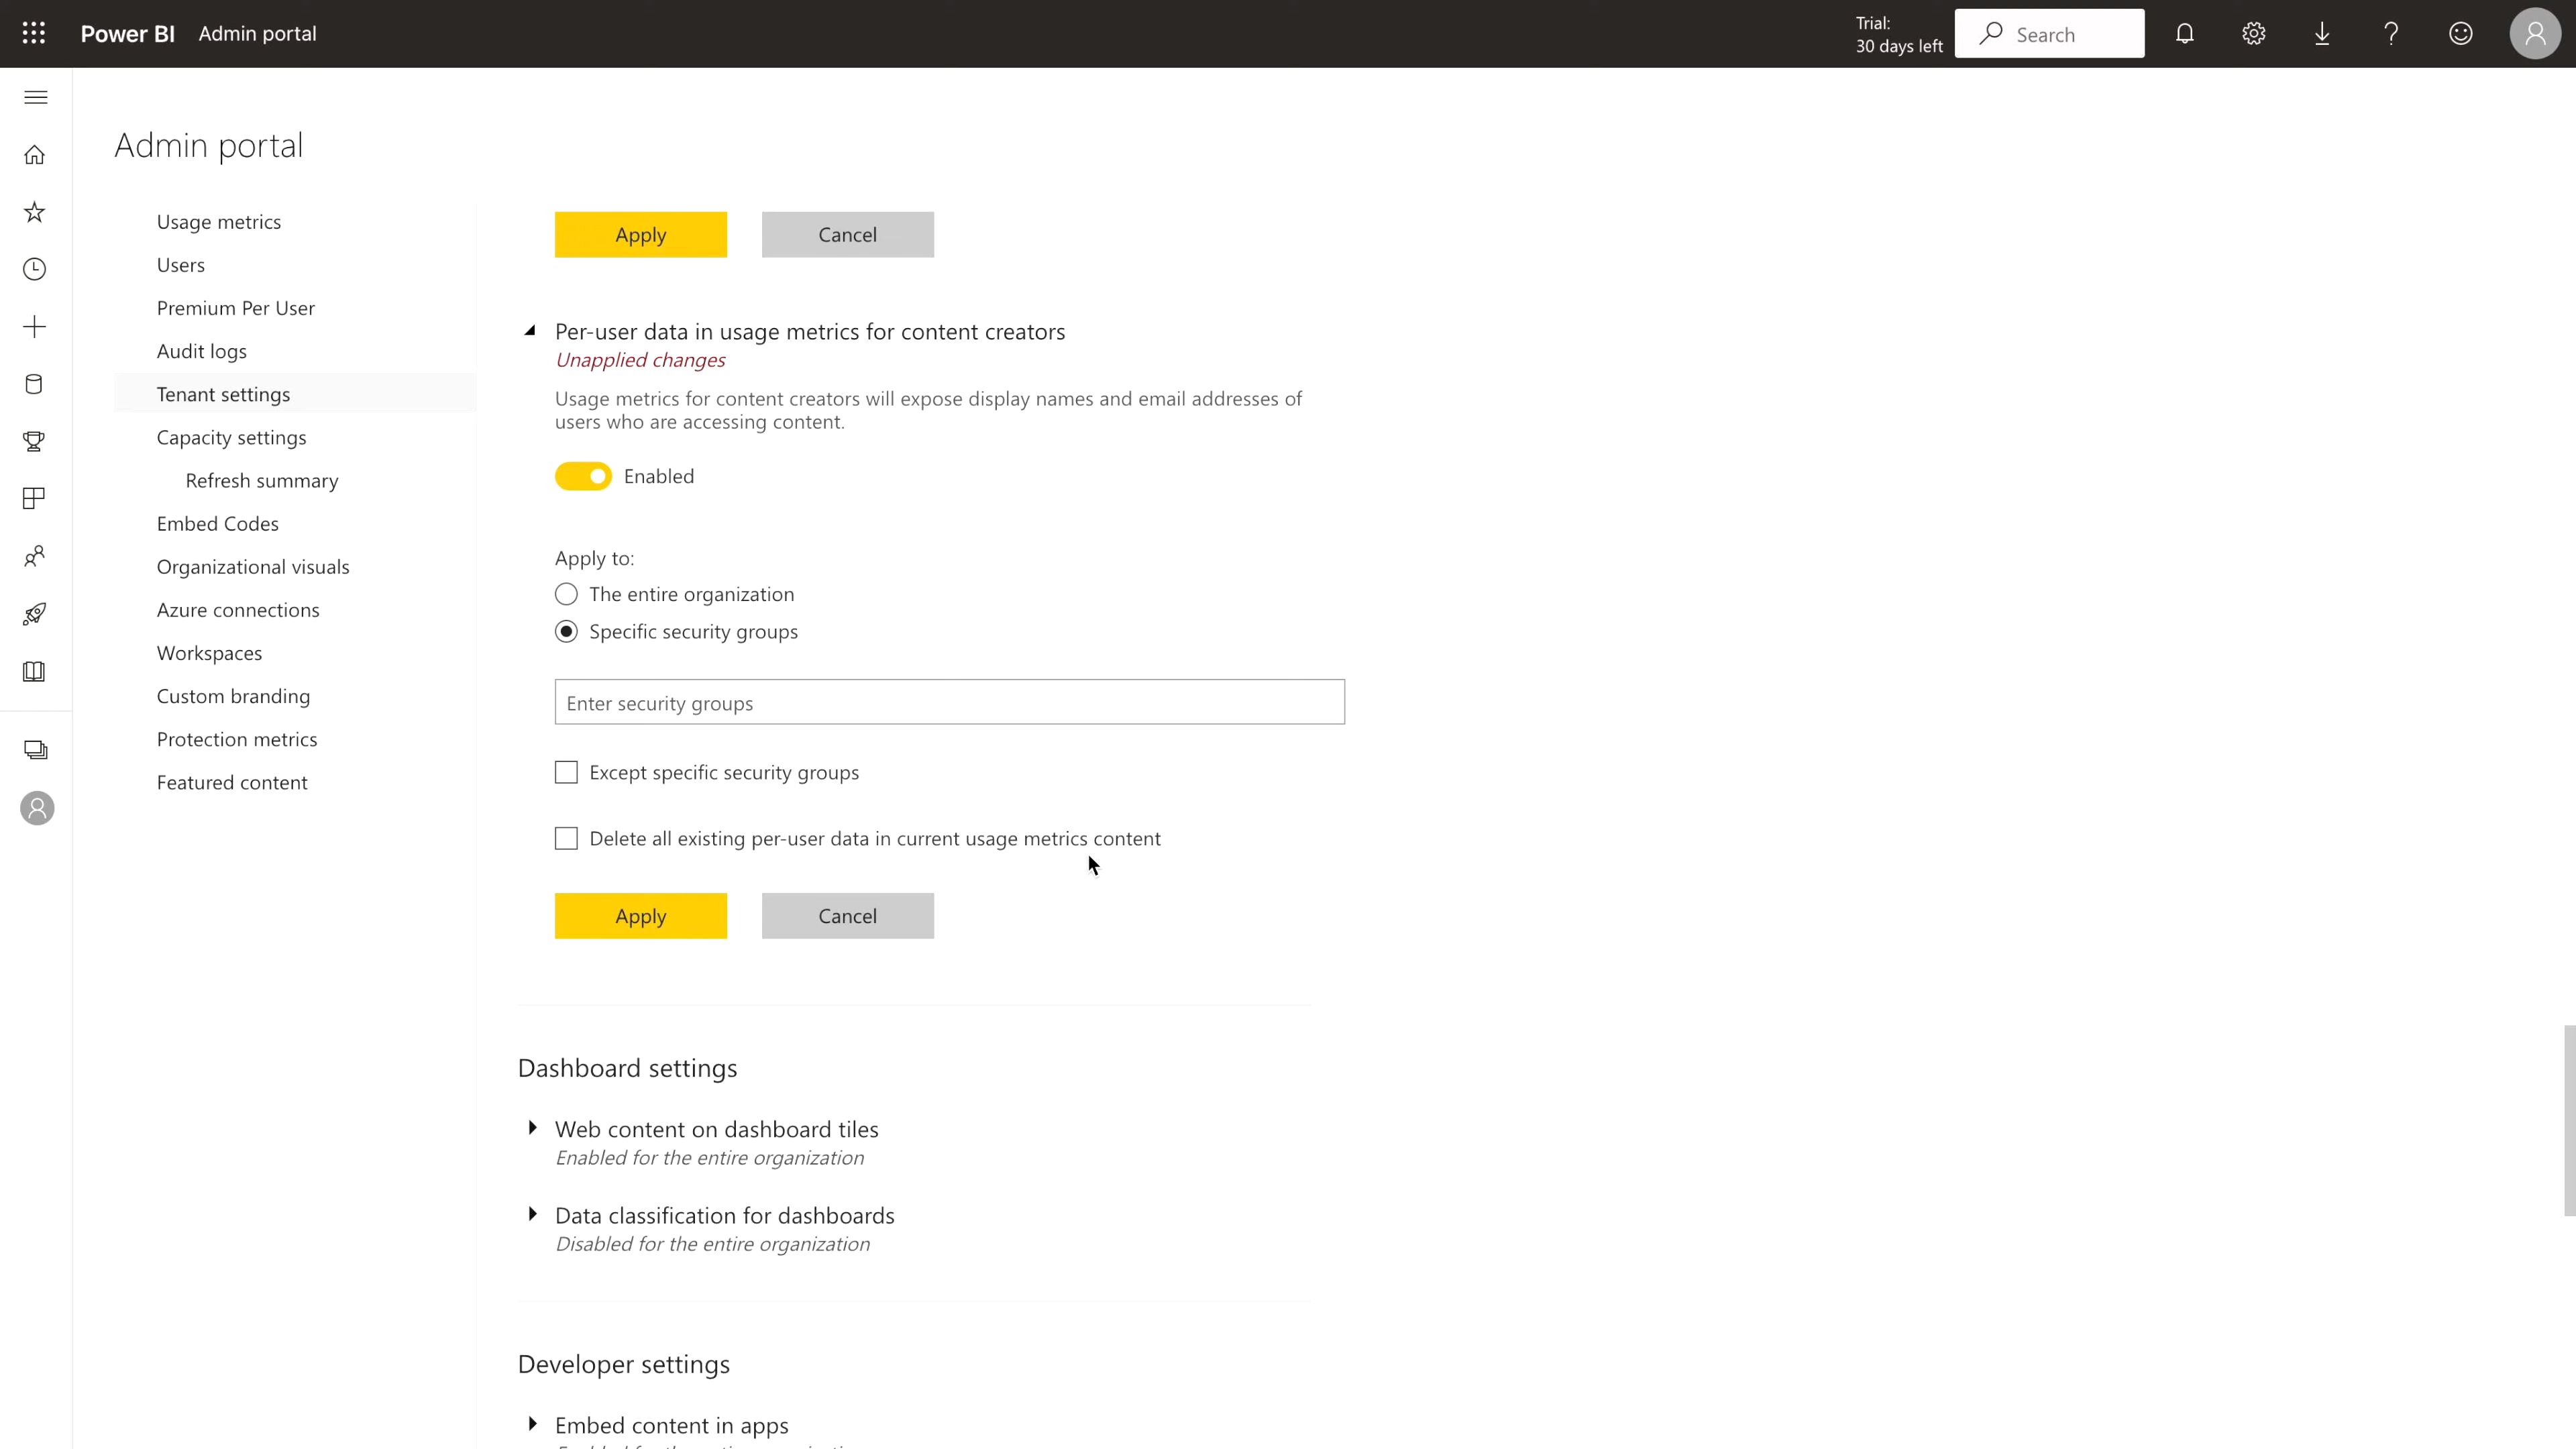 Power BI Admin portal
Trial:
30 days left
Search
Admin portal
Usage metrics
Users
Premium Per User
Audit logs
Tenant settings
Capacity settings
Refresh summary
Embed Codes
Organizational visuals
Azure connections
Workspaces
Custom branding
Protection metrics
Featured content
Apply Cancel
Per-user data in usage metrics for content creators
Unapplied changes
Usage metrics for content creators will expose display names and email addresses of
users who are accessing content.
Enabled
Apply to:
The entire organization
Specific security groups
Enter security groups
Except specific security groups
Delete all existing per-user data in current usage metrics content
Apply Cancel
Dashboard settings
Web content on dashboard tiles
Enabled for the entire organization
Data classification for dashboards
Disabled for the entire organization
Developer settings
Embed content in apps